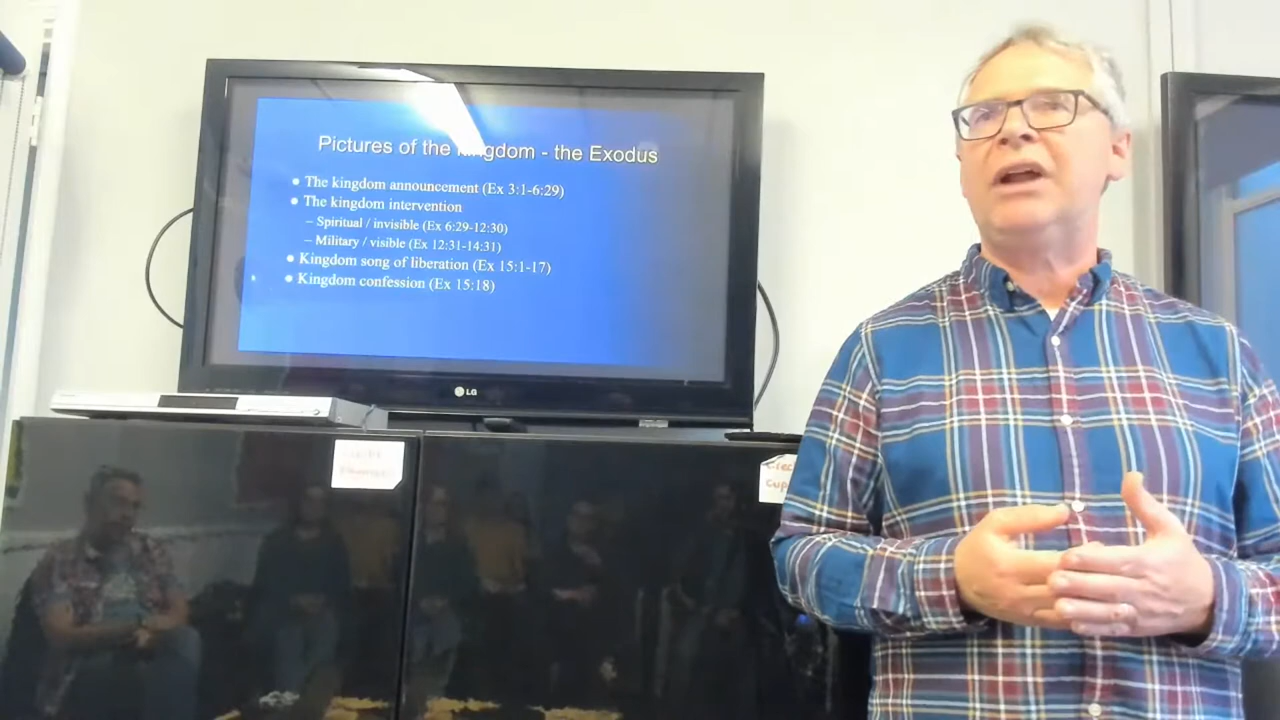 Pictures of the kingdom - the Exodus
• The kingdom announcement (Ex 3:1-6:29)
• The kingdom intervention
– Spiritual / invisible (Ex 6:29-12:30)
– Military / visible (Ex 12:31-14:31)
• Kingdom song of liberation (Ex 15:1-17)
• Kingdom confession (Ex 15:18)
LG